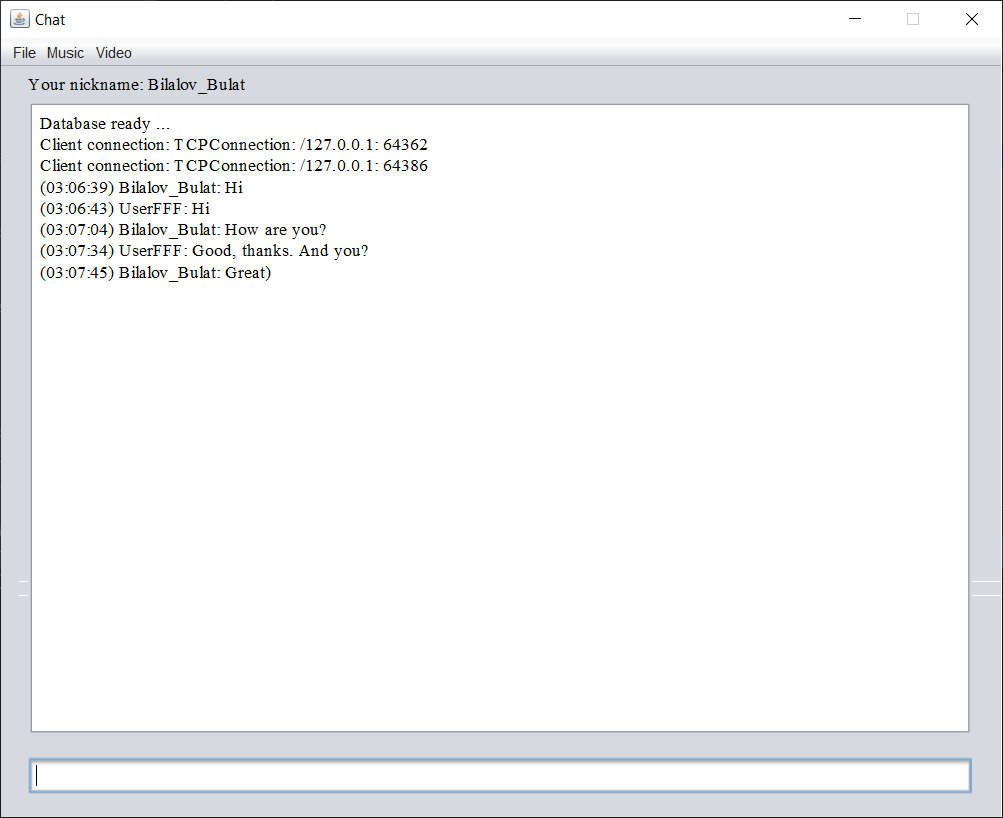 Chat
File Music Video
Your nickname: Bilalov_Bulat
Database ready ...
Client connection: TCPConnection: /127.0.0.1: 64362
Client connection: TCPConnection: /127.0.0.1: 64386
(03:06:39) Bilalov_Bulat: Hi
(03:06:43) UserFFF: Hi
(03:07:04) Bilalov_Bulat: How are you?
(03:07:34) UserFFF: Good, thanks. And you?
(03:07:45) Bilalov_Bulat: Great)